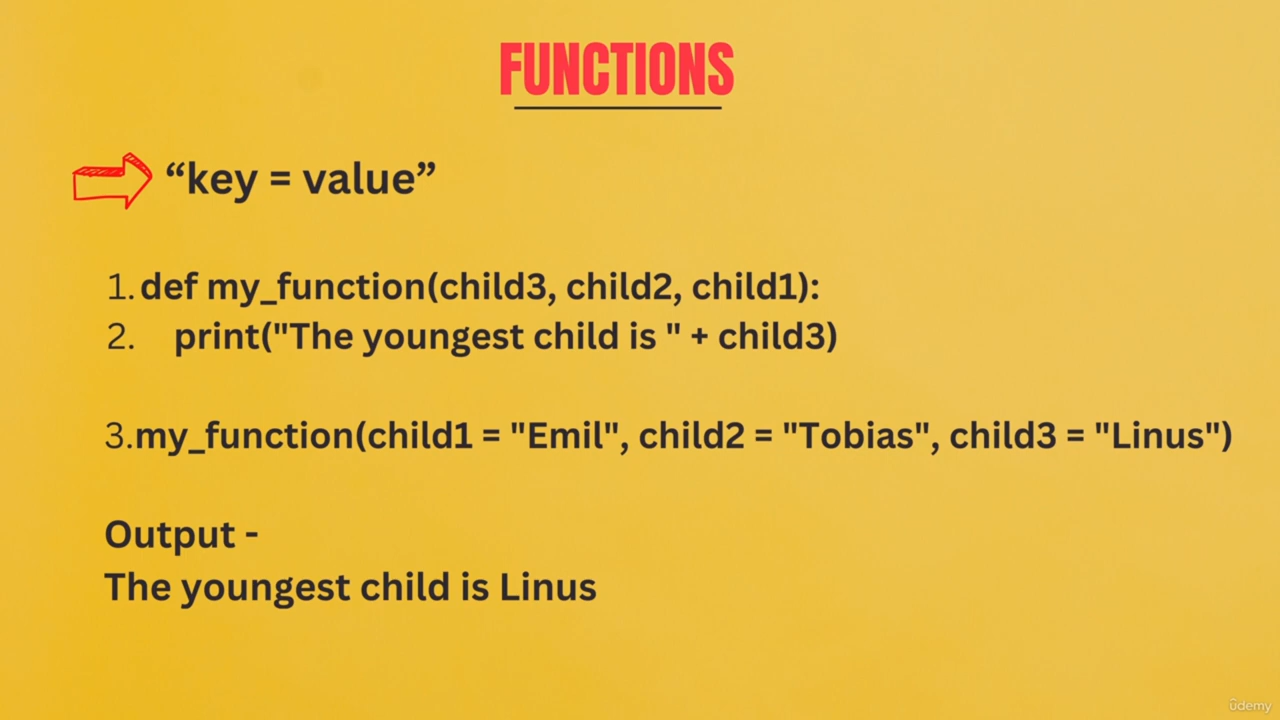 FUNCTIONS
“key = value”
1. def my_function(child3, child2, child1):
2. print("The youngest child is " + child3)
3.my_function(child1 = "Emil", child2 = "Tobias", child3 = "Linus")
Output -
The youngest child is Linus
ûdemy